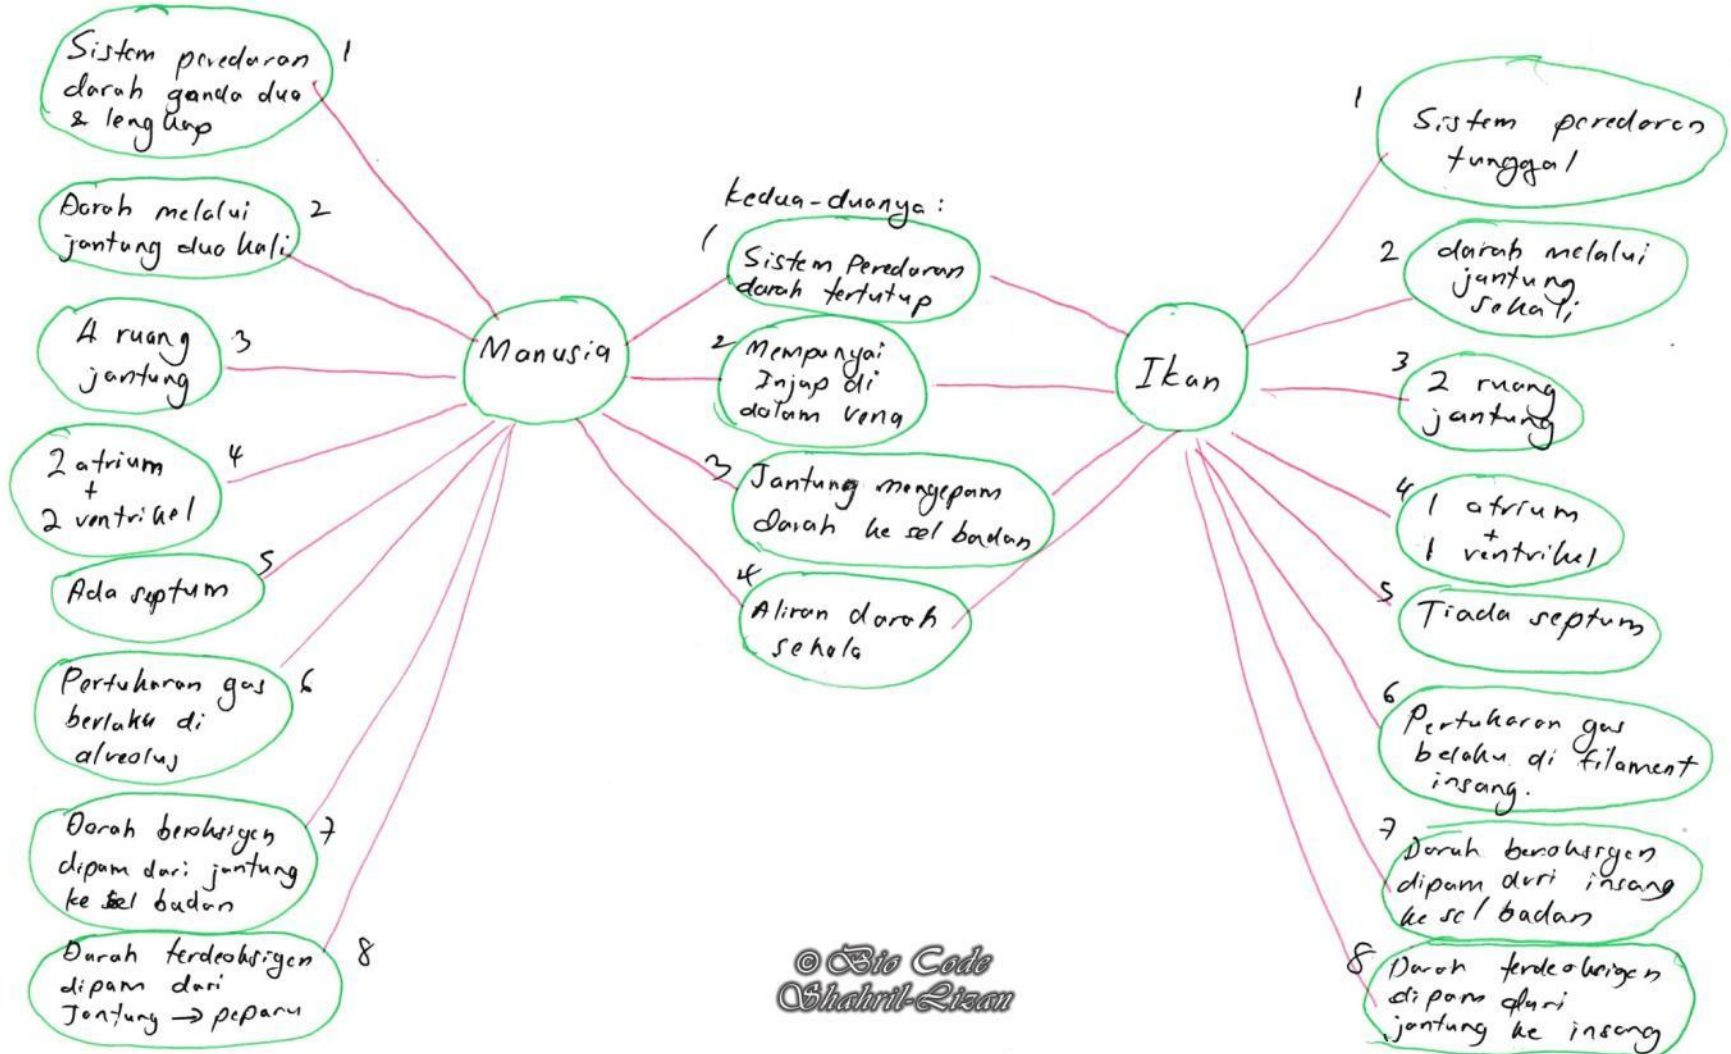 Sistem peredaran
darah ganda dua
& lengkap
1
Darah melalui
jantung dua kali
2
4 ruang
jantung
3
2 atrium
+
2 ventrikel
4
Ada septum
5
Pertukaran gas
berlaku di
alveolus
6
Darah beroksigen
dipam dari jantung
ke sel badan
7
Darah terdeoksigen
dipam dari
Jantung → peparu
8
Manusia
kedua-duanya :
1
Sistem Peredaran
darah tertutup
2
Mempunyai
Injap di
dalam vena
3
Jantung mengepam
darah ke sel badan
4
Aliran darah
sehala
Ikan
1
Sistem peredaran
tunggal
2
darah melalui
jantung
sekali
3
2 ruang
jantung
4
1 atrium
+
1 ventrikel
5
Tiada septum
6
Pertukaran gas
belaku di filament
insang.
7
Darah beroksigen
dipam dari insang
ke sel badan
8
Darah terdeoksigen
dipam dari
jantung ke insang
© Bio Code
Shahril-Lizan